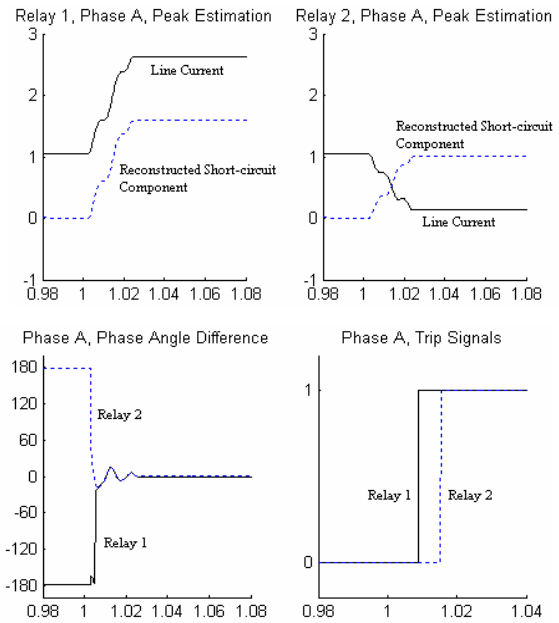 Relay 1, Phase A, Peak Estimation
3
2
1
0
-1
0.98
1
1.02
1.04
1.06
1.08
Line Current
Reconstructed Short-circuit
Component
Relay 2, Phase A, Peak Estimation
3
2
1
0
-1
0.98
1
1.02
1.04
1.06
1.08
Reconstructed Short-circuit
Component
Line Current
Phase A, Phase Angle Difference
180
120
60
0
-60
-120
-180
0.98
1
1.02
1.04
1.06
1.08
Relay 2
Relay 1
Phase A, Trip Signals
1
0
0.98
1
1.02
1.04
Relay 1
Relay 2